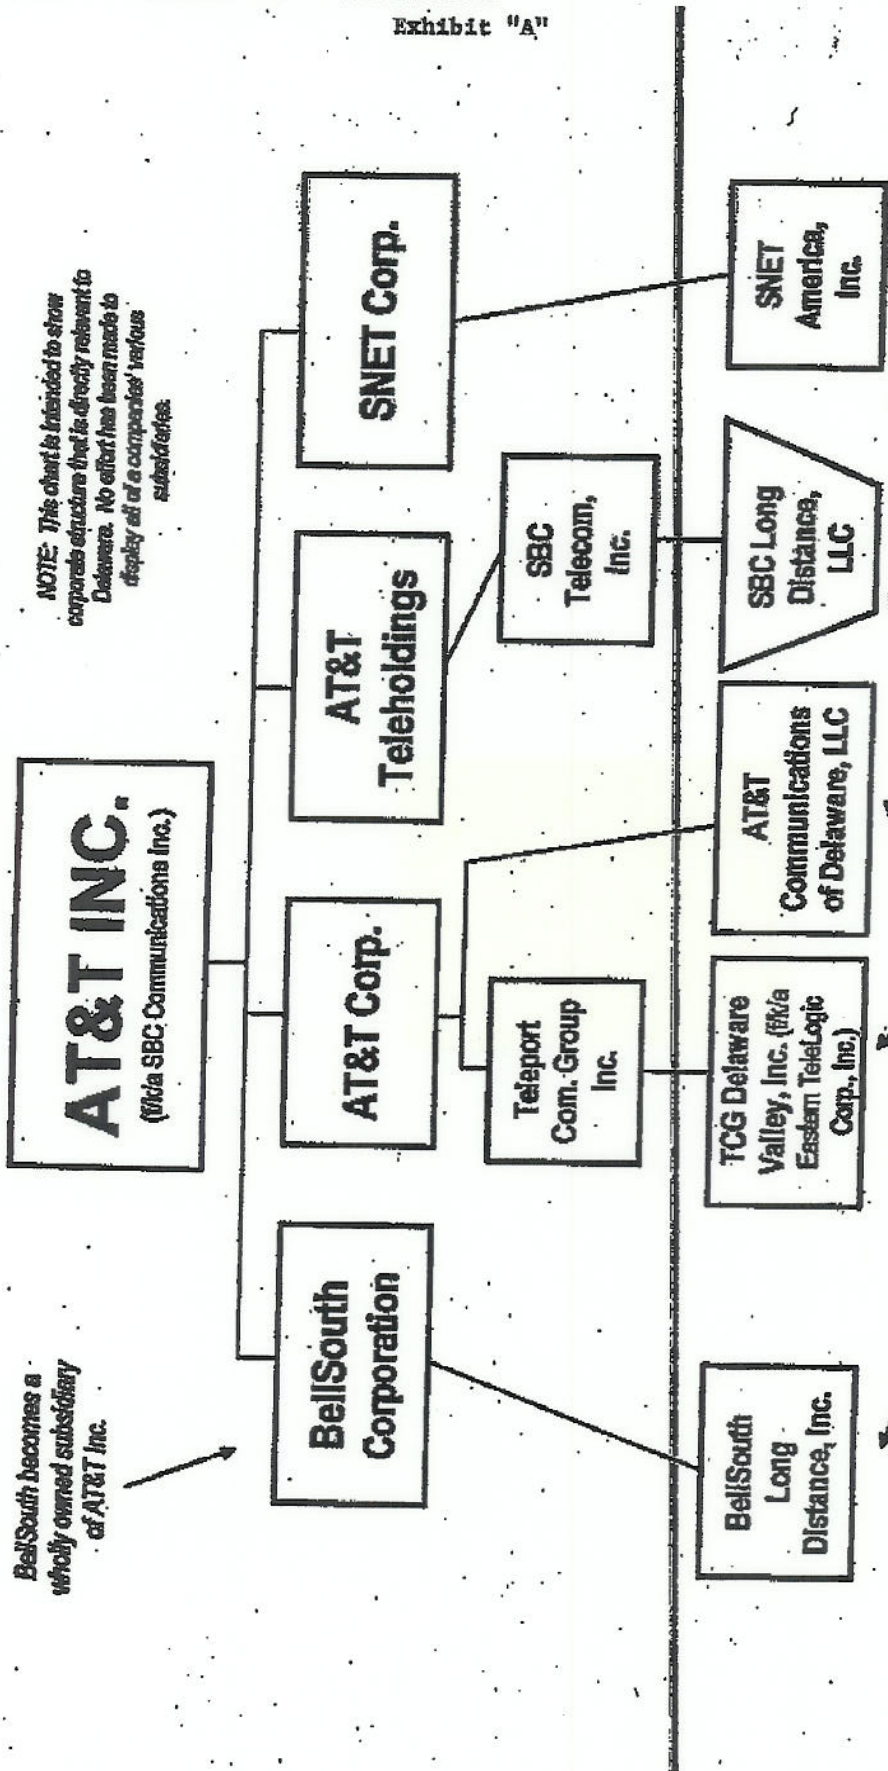 Exhibit "A"
NOTE: This chart is intended to show
corporate structure that is directly relevant to
Delaware. No effort has been made to
display all of a companies' various
subsidiaries.
BellSouth becomes a
wholly owned subsidiary
of AT&T Inc.
AT&T INC.
(f/k/a SBC Communications Inc.)
BellSouth
Corporation
AT&T Corp.
AT&T
Teleholdings
SNET Corp.
Teleport
Com. Group
Inc.
SBC
Telecom,
Inc.
BellSouth
Long
Distance, Inc.
TCG Delaware
Valley, Inc. (f/k/a
Eastern TeleLogic
Corp., Inc.)
AT&T
Communications
of Delaware, LLC
SBC Long
Distance,
LLC
SNET
America,
Inc.